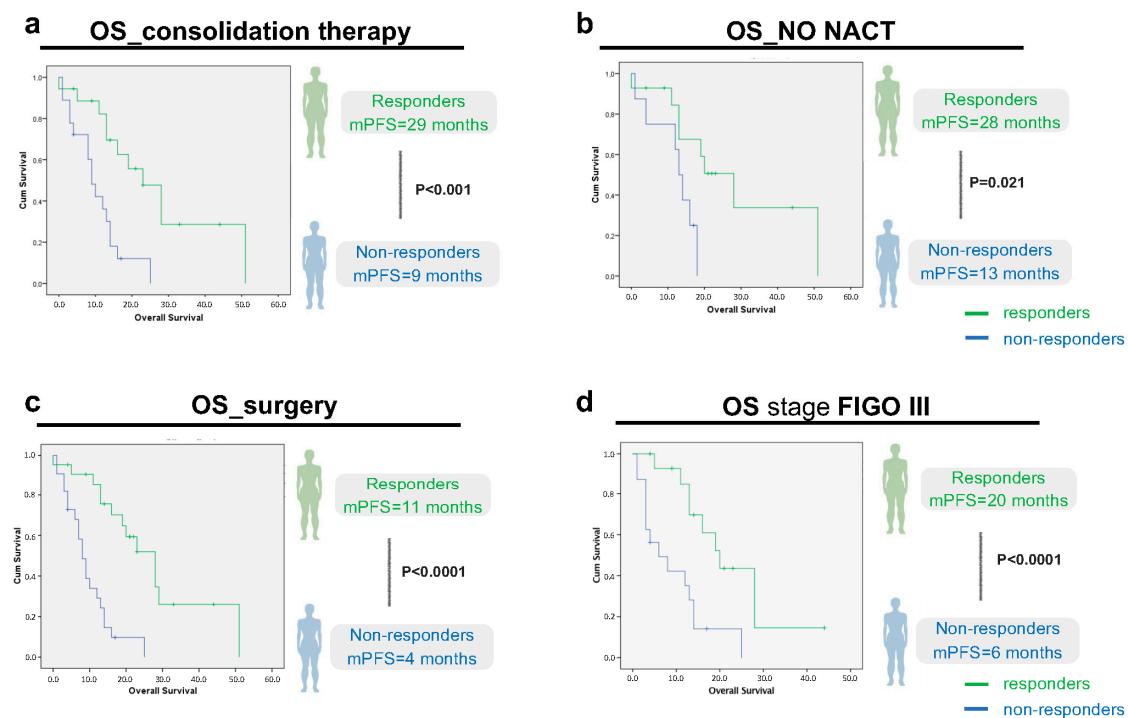 a
OS_consolidation therapy
1.0
0.8
0.6
0.4
0.2
0.0
Cum Survival
0.0 10.0 20.0 30.0 40.0 50.0 60.0
Overall Survival
Responders
mPFS=29 months
P<0.001
Non-responders
mPFS=9 months
b
OS_NO NACT
1.0
0.8
0.6
0.4
0.2
0.0
Cum Survival
0.0 10.0 20.0 30.0 40.0 50.0 60.0
Overall Survival
Responders
mPFS=28 months
P=0.021
Non-responders
mPFS=13 months
responders
non-responders
c
OS_surgery
1.0
0.8
0.6
0.4
0.2
0.0
Cum Survival
0.0 10.0 20.0 30.0 40.0 50.0 60.0
Overall Survival
Responders
mPFS=11 months
P<0.0001
Non-responders
mPFS=4 months
d
OS stage FIGO III
1.0
0.8
0.6
0.4
0.2
0.0
Cum Survival
0.0 10.0 20.0 30.0 40.0 50.0
Overall Survival
Responders
mPFS=20 months
P<0.0001
Non-responders
mPFS=6 months
responders
non-responders